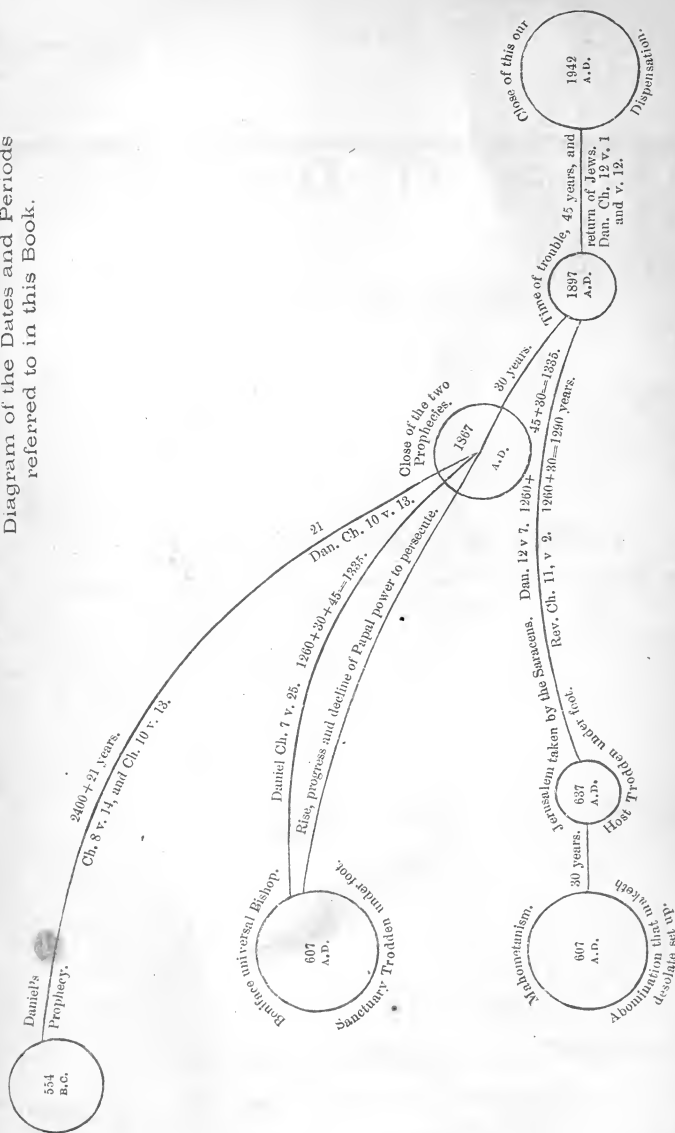 Diagram of the Dates and Periods
referred to in this Book.
554
B.C.
Daniel's
Prophecy.
2400+21 years.
Ch. 8 v. 14, and Ch. 10 v. 13.
21
Dan. Ch. 10 v. 13.
Boniface universal Bishop.
607
A.D.
Sanctuary Trodden under foot.
Daniel Ch. 7 v. 25. 1260+30+45=1335.
Rise, progress and decline of Papal power to persecute.
Close of the two
Prophecies.
1867
A.D.
30 years.
Mahometanism.
607
A.D.
Abomination that maketh
desolate set up.
30 years.
Jerusalem taken by the Saracens.
637
A.D.
Host Trodden under foot.
Dan. 12 v 7. 1260+
45+30=1335.
Rev. Ch. 11, v 2. 1260+30=1290 years.
Time of trouble, 45 years, and
1897
A.D.
return of Jews.
Dan. Ch. 12 v. 1
and v. 12.
Close of this our
1942
A.D.
Dispensation.